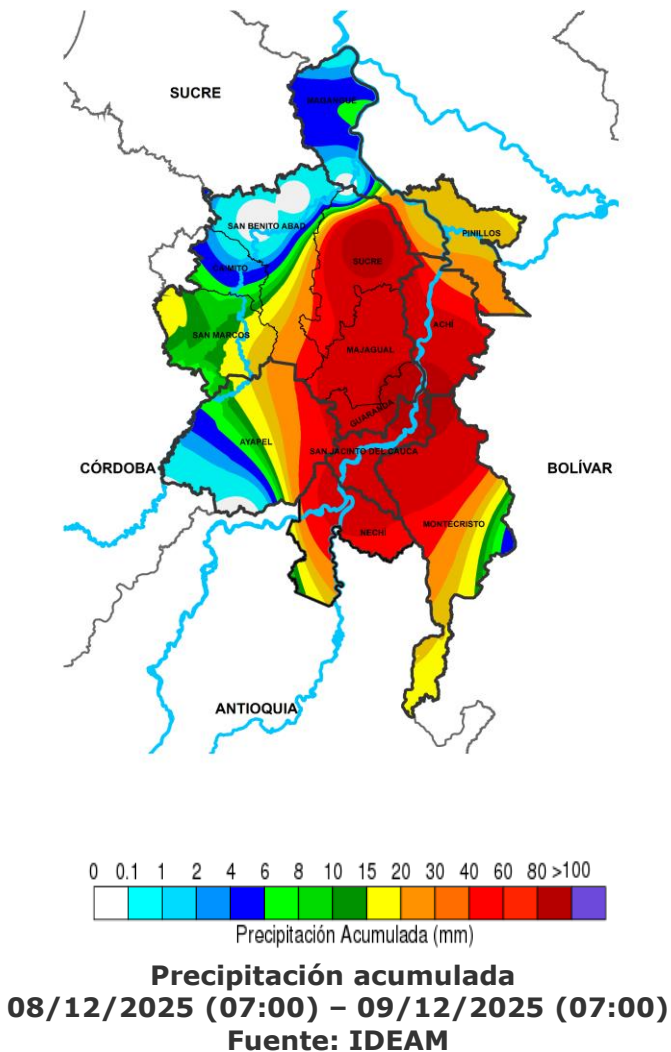 SUCRE
MAGANGUÉ
SAN BENITO ABAD
PINILLOS
CAIMITO
SUCRE
ACHÍ
SAN MARCOS
MAJAGUAL
GUARANDA
AYAPEL
SAN JACINTO DEL CAUCA
CÓRDOBA
BOLÍVAR
MONTECRISTO
NECHÍ
ANTIOQUIA
0 0.1 1 2 4 6 8 10 15 20 30 40 60 80 >100
Precipitación Acumulada (mm)
Precipitación acumulada
08/12/2025 (07:00) – 09/12/2025 (07:00)
Fuente: IDEAM